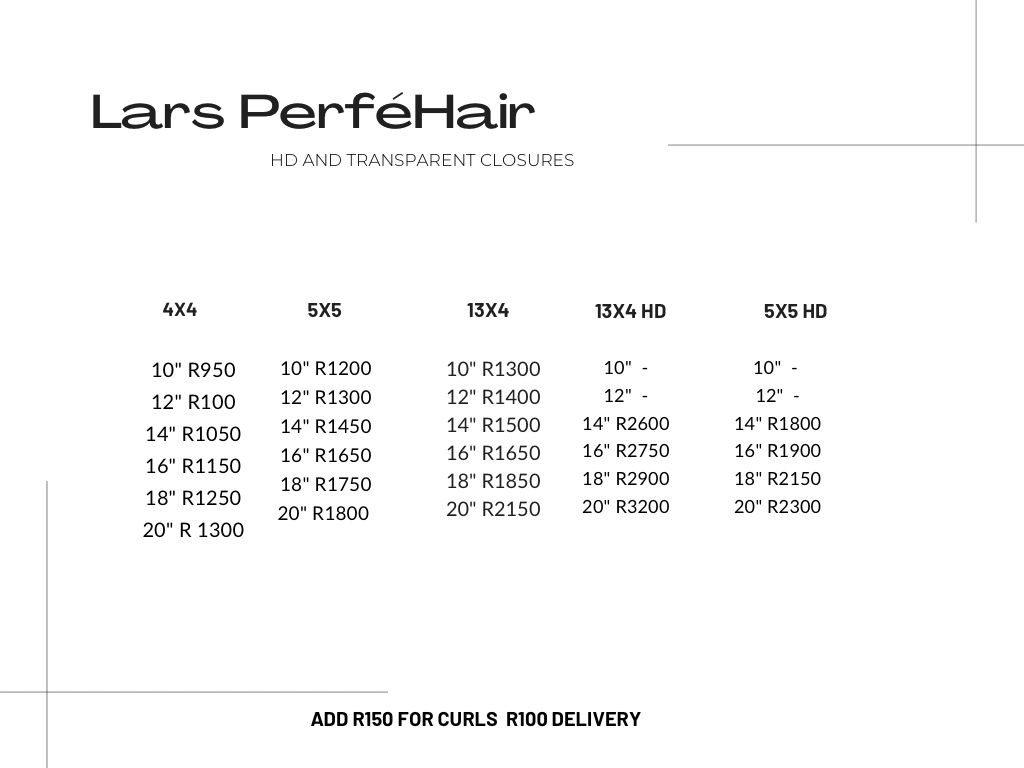 Lars PerféHair
HD AND TRANSPARENT CLOSURES
4X4
10" R950
12" R100
14" R1050
16" R1150
18" R1250
20" R 1300
5X5
10" R1200
12" R1300
14" R1450
16" R1650
18" R1750
20" R1800
13X4
10" R1300
12" R1400
14" R1500
16" R1650
18" R1850
20" R2150
13X4 HD
10" -
12" -
14" R2600
16" R2750
18" R2900
20" R3200
5X5 HD
10" -
12" -
14" R1800
16" R1900
18" R2150
20" R2300
ADD R150 FOR CURLS R100 DELIVERY